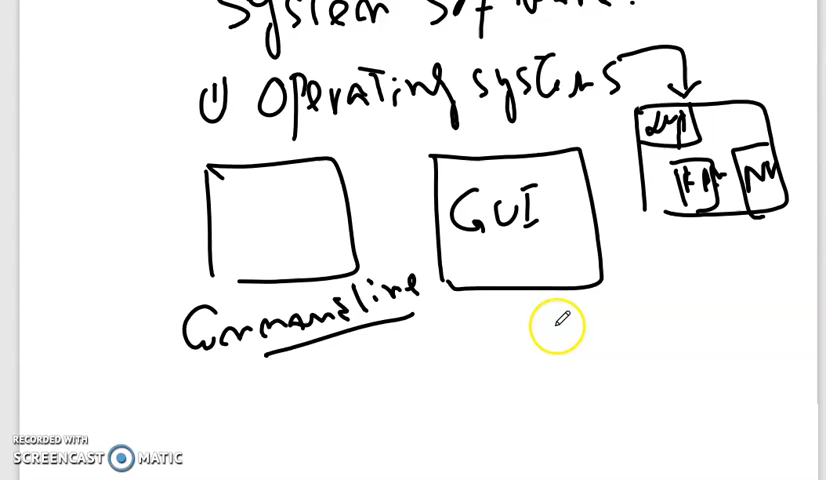 System Software:
1) Operating systems
GUI
Commandline
RECORDED WITH
SCREENCAST MATIC